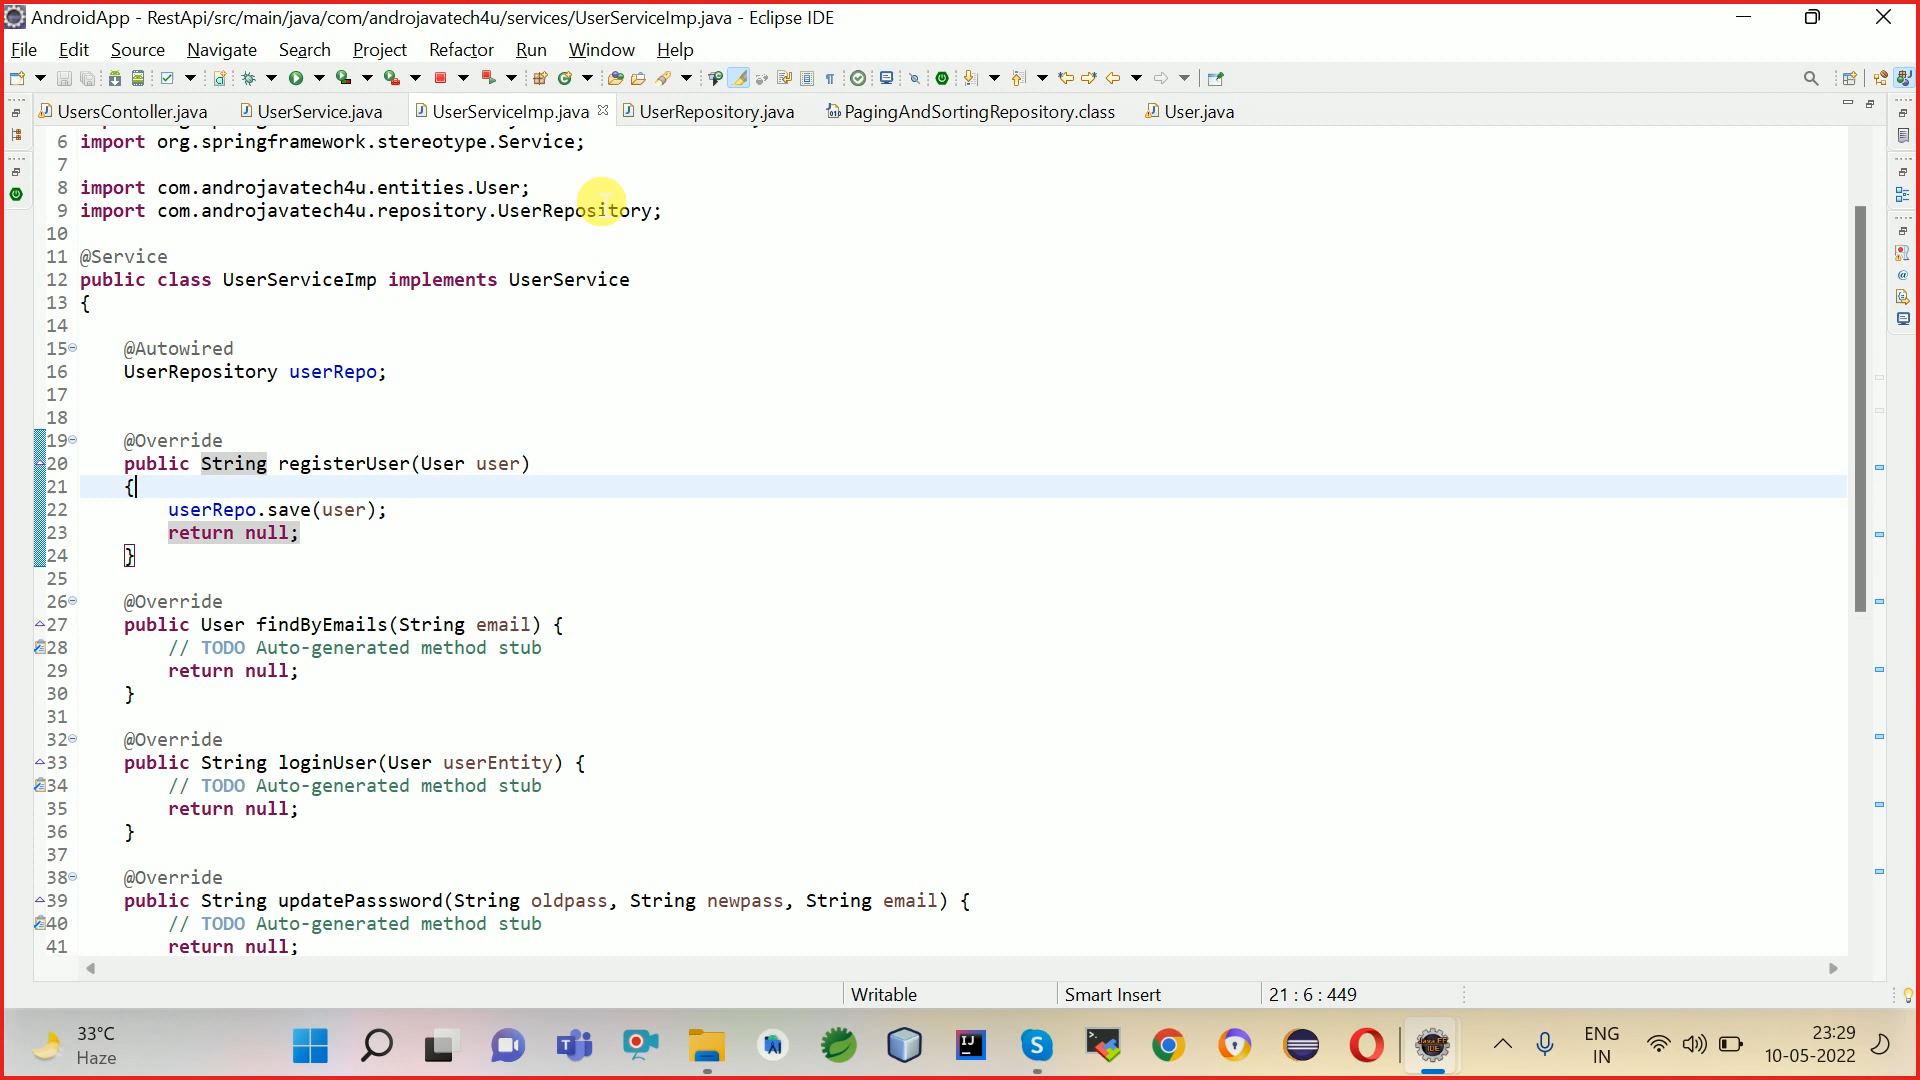 AndroidApp - RestApi/src/main/java/com/androjavatech4u/services/UserServiceImp.java - Eclipse IDE
File Edit Source Navigate Search Project Refactor Run Window Help
UsersContoller.java UserService.java UserServiceImp.java UserRepository.java PagingAndSortingRepository.class User.java
6 import org.springframework.stereotype.Service;
7
8 import com.androjavatech4u.entities.User;
9 import com.androjavatech4u.repository.UserRepository;
10
11 @Service
12 public class UserServiceImp implements UserService
13 {
14
15 @Autowired
16 UserRepository userRepo;
17
18
19 @Override
20 public String registerUser(User user)
21 {
22 userRepo.save(user);
23 return null;
24 }
25
26 @Override
27 public User findByEmails(String email) {
28 // TODO Auto-generated method stub
29 return null;
30 }
31
32 @Override
33 public String loginUser(User userEntity) {
34 // TODO Auto-generated method stub
35 return null;
36 }
37
38 @Override
39 public String updatePasssword(String oldpass, String newpass, String email) {
40 // TODO Auto-generated method stub
41 return null;
Writable Smart Insert 21 : 6 : 449
33°C
Haze
ENG
IN
23:29
10-05-2022